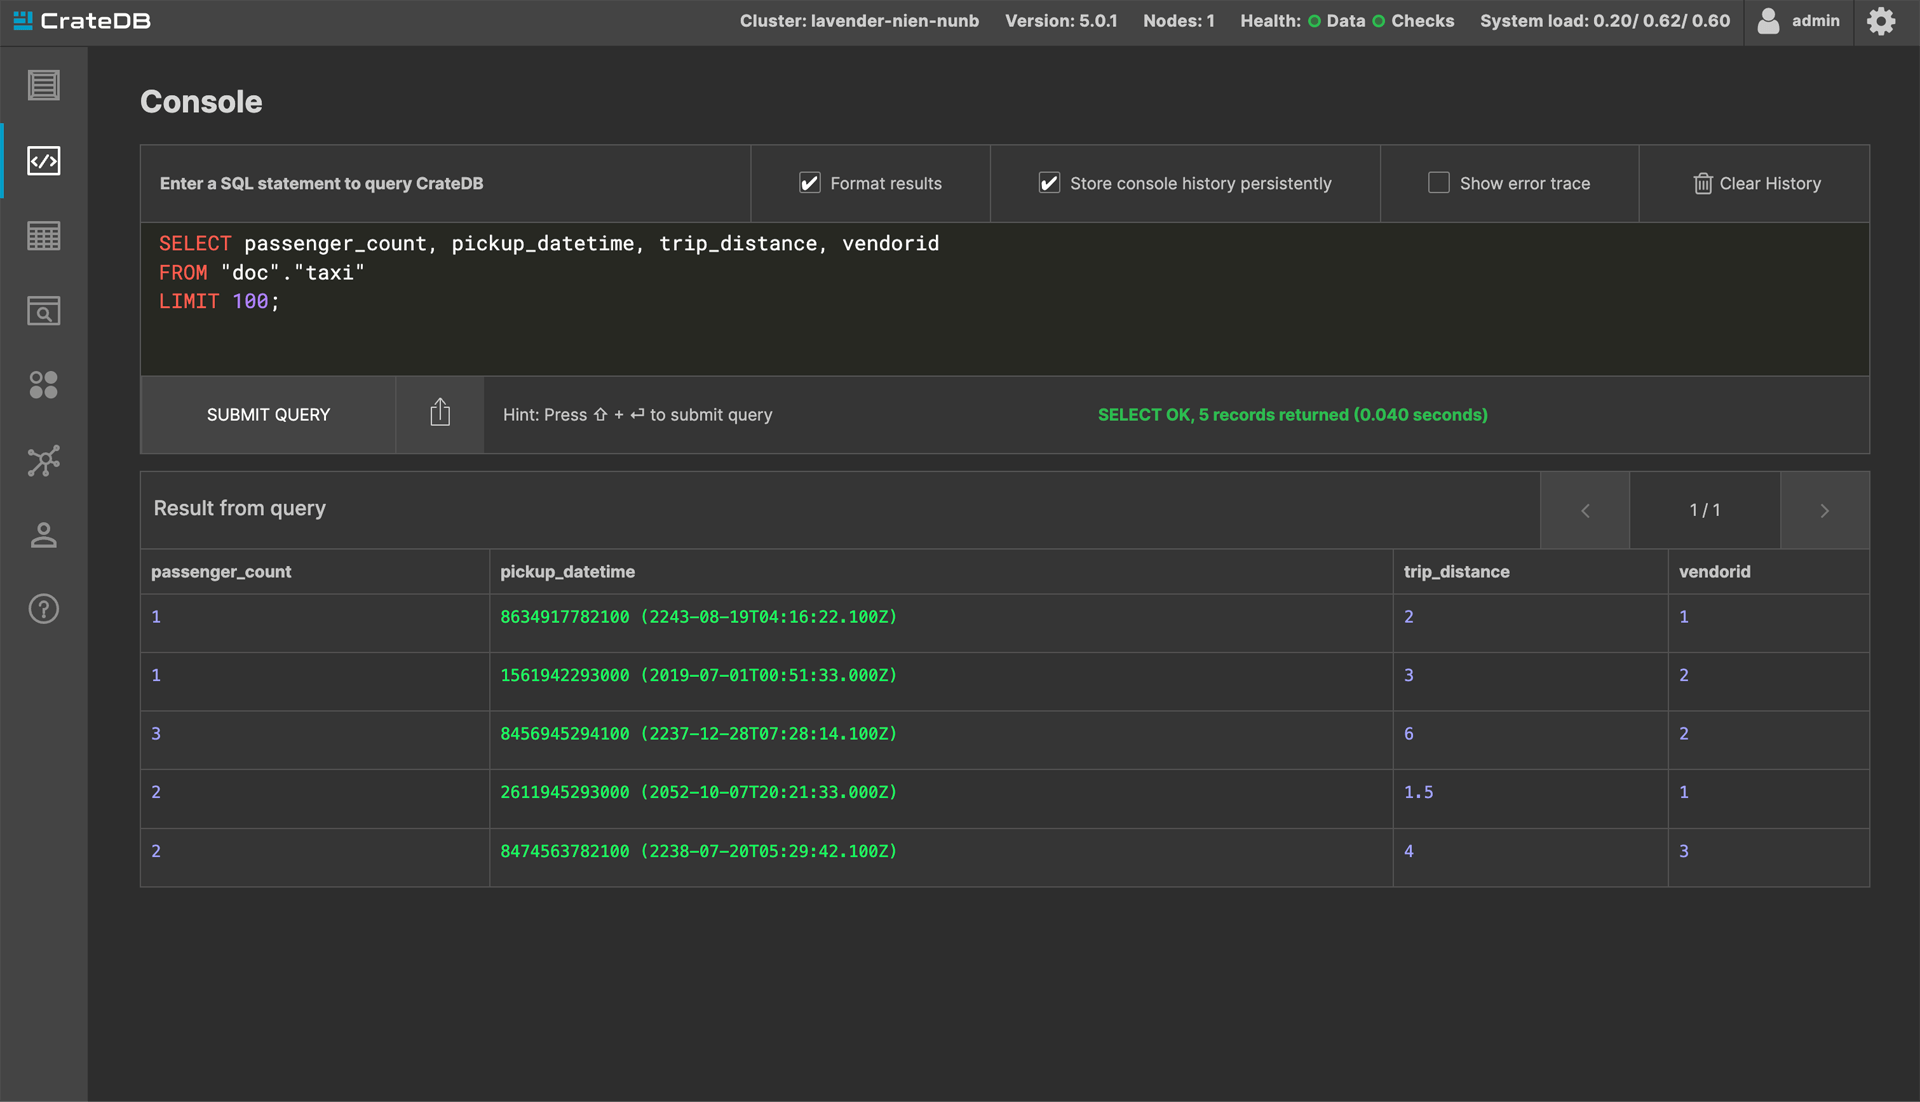 CrateDB
Cluster: lavender-nien-nunb Version: 5.0.1 Nodes: 1 Health: Data Checks System load: 0.20/ 0.62/ 0.60 admin
Console
Enter a SQL statement to query CrateDB Format results Store console history persistently Show error trace Clear History
SELECT passenger_count, pickup_datetime, trip_distance, vendorid
FROM "doc"."taxi"
LIMIT 100;
SUBMIT QUERY Hint: Press ⇧ + ⏎ to submit query SELECT OK, 5 records returned (0.040 seconds)
Result from query < 1 / 1 >
passenger_count pickup_datetime trip_distance vendorid
1 8634917782100 (2243-08-19T04:16:22.100Z) 2 1
1 1561942293000 (2019-07-01T00:51:33.000Z) 3 2
3 8456945294100 (2237-12-28T07:28:14.100Z) 6 2
2 2611945293000 (2052-10-07T20:21:33.000Z) 1.5 1
2 8474563782100 (2238-07-20T05:29:42.100Z) 4 3